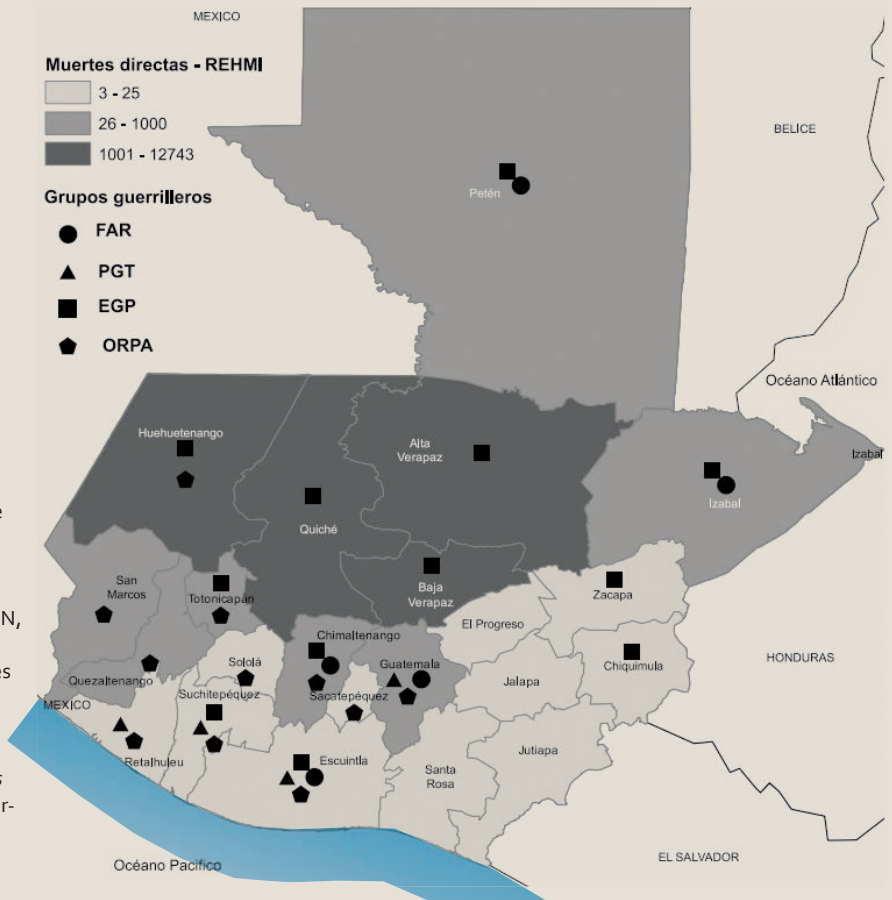 MEXICO
Muertes directas - REHMI
3 - 25
26 - 1000
1001 - 12743
Grupos guerrilleros
FAR
PGT
EGP
ORPA
BELICE
Petén
Océano Atlántico
Huehuetenango
Alta
Verapaz
Izabal
Izabal
Quiché
e
San
Marcos
Totonicapán
Baja
Verapaz
Zacapa
N,
El Progreso
Chimaltenango
Sololá
Guatemala
Chiquimula
HONDURAS
es
Quezaltenango
Suchitepéquez
Sacatepéquez
Jalapa
MEXICO
Retalhuleu
Escuintla
Santa
Rosa
Jutiapa
s
r-
Océano Pacifico
EL SALVADOR